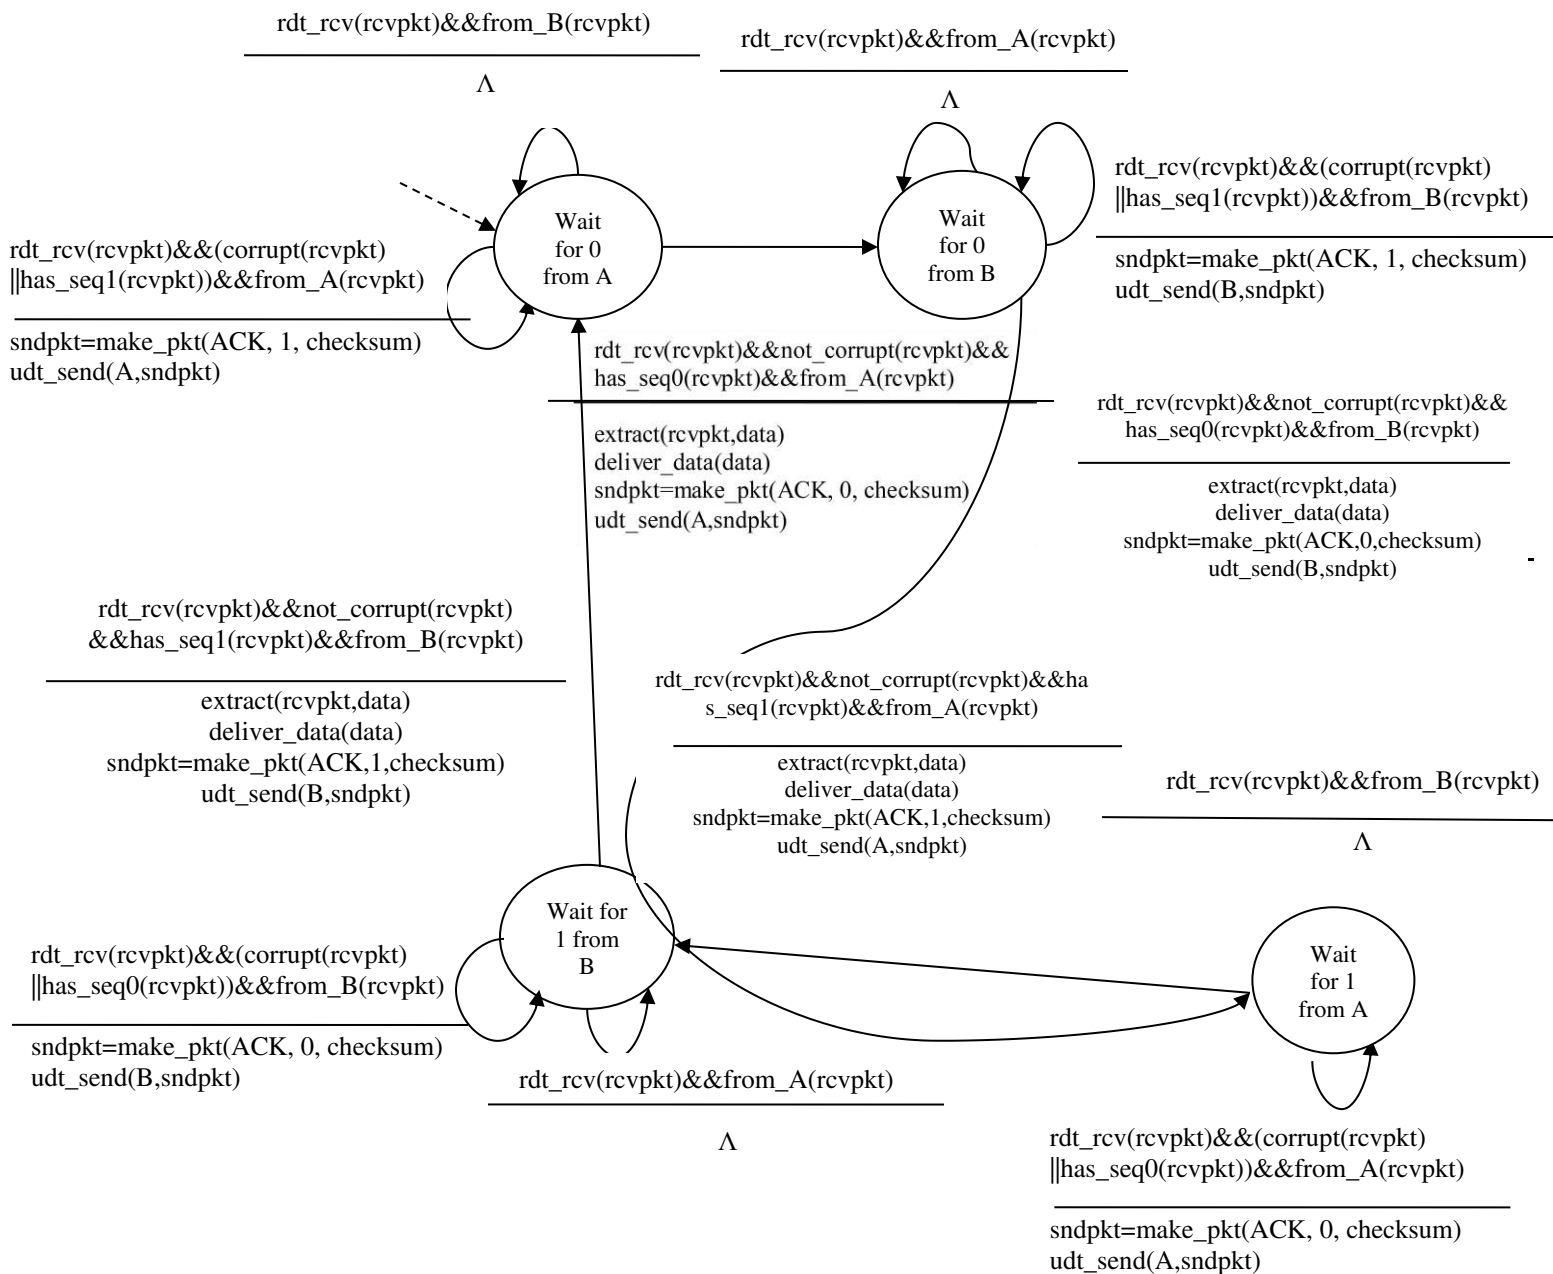 rdt_rcv(rcvpkt)&&from_B(rcvpkt)
Λ
rdt_rcv(rcvpkt)&&from_A(rcvpkt)
Λ
rdt_rcv(rcvpkt)&&(corrupt(rcvpkt)
||has_seq1(rcvpkt))&&from_B(rcvpkt)
sndpkt=make_pkt(ACK, 1, checksum)
udt_send(B,sndpkt)
Wait
for 0
from A
Wait
for 0
from B
rdt_rcv(rcvpkt)&&(corrupt(rcvpkt)
||has_seq1(rcvpkt))&&from_A(rcvpkt)
sndpkt=make_pkt(ACK, 1, checksum)
udt_send(A,sndpkt)
rdt_rcv(rcvpkt)&&not_corrupt(rcvpkt)&&
has_seq0(rcvpkt)&&from_A(rcvpkt)
extract(rcvpkt,data)
deliver_data(data)
sndpkt=make_pkt(ACK, 0, checksum)
udt_send(A,sndpkt)
rdt_rcv(rcvpkt)&&not_corrupt(rcvpkt)&&
has_seq0(rcvpkt)&&from_B(rcvpkt)
extract(rcvpkt,data)
deliver_data(data)
sndpkt=make_pkt(ACK,0,checksum)
udt_send(B,sndpkt)
rdt_rcv(rcvpkt)&&not_corrupt(rcvpkt)
&&has_seq1(rcvpkt)&&from_B(rcvpkt)
extract(rcvpkt,data)
deliver_data(data)
sndpkt=make_pkt(ACK,1,checksum)
udt_send(B,sndpkt)
rdt_rcv(rcvpkt)&&not_corrupt(rcvpkt)&&ha
s_seq1(rcvpkt)&&from_A(rcvpkt)
extract(rcvpkt,data)
deliver_data(data)
sndpkt=make_pkt(ACK,1,checksum)
udt_send(A,sndpkt)
rdt_rcv(rcvpkt)&&from_B(rcvpkt)
Λ
Wait for
1 from
B
Wait
for 1
from A
rdt_rcv(rcvpkt)&&(corrupt(rcvpkt)
||has_seq0(rcvpkt))&&from_B(rcvpkt)
sndpkt=make_pkt(ACK, 0, checksum)
udt_send(B,sndpkt)
rdt_rcv(rcvpkt)&&from_A(rcvpkt)
Λ
rdt_rcv(rcvpkt)&&(corrupt(rcvpkt)
||has_seq0(rcvpkt))&&from_A(rcvpkt)
sndpkt=make_pkt(ACK, 0, checksum)
udt_send(A,sndpkt)